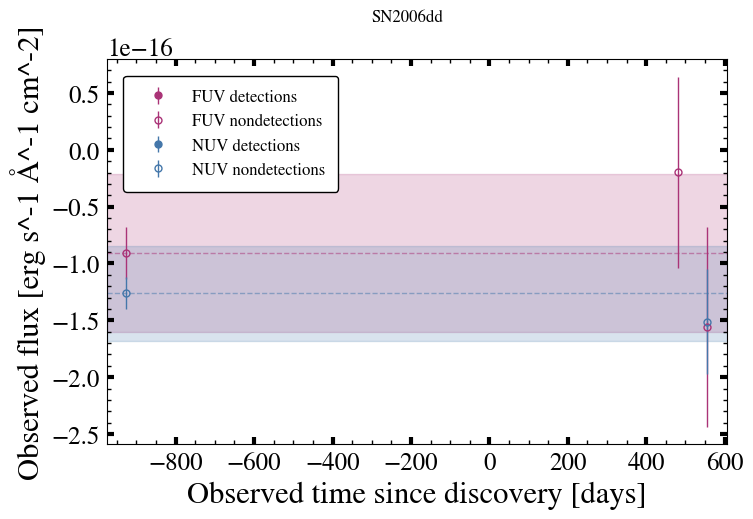 SN2006dd
1e−16
Observed flux [erg s^-1 Å^-1 cm^-2]
0.5
0.0
−0.5
−1.0
−1.5
−2.0
−2.5
FUV detections
FUV nondetections
NUV detections
NUV nondetections
−800 −600 −400 −200 0 200 400 600
Observed time since discovery [days]